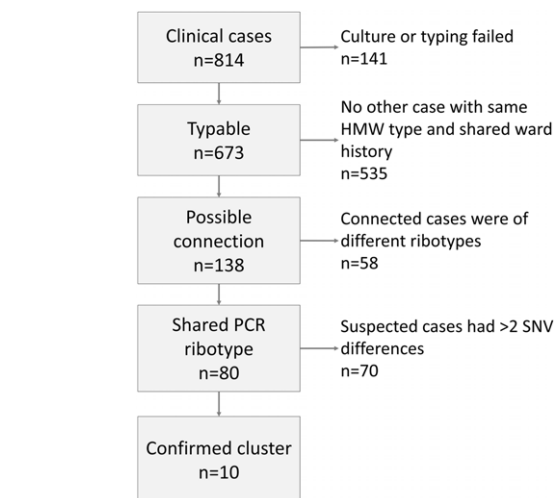 Clinical cases
n=814
Culture or typing failed
n=141
Typable
n=673
No other case with same
HMW type and shared ward
history
n=535
Possible
connection
n=138
Connected cases were of
different ribotypes
n=58
Shared PCR
ribotype
n=80
Suspected cases had >2 SNV
differences
n=70
Confirmed cluster
n=10